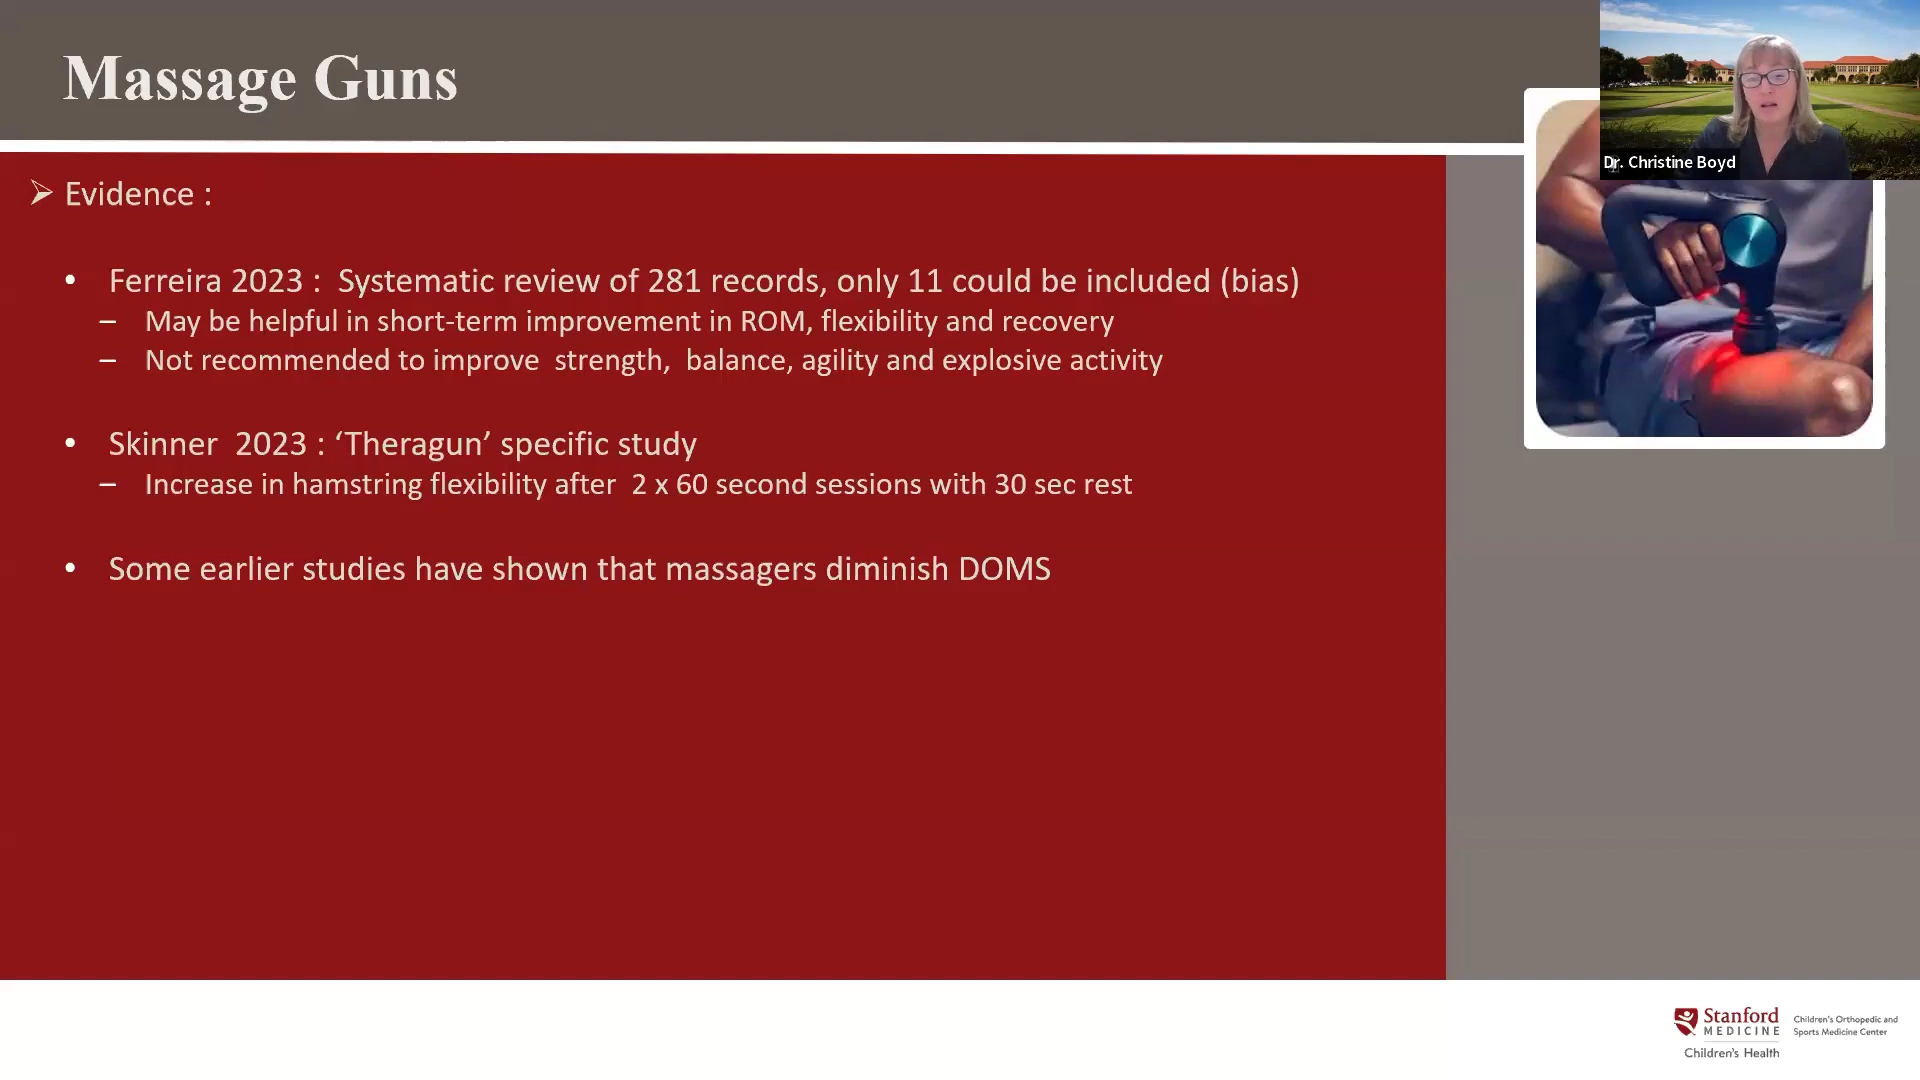 Massage Guns
Dr. Christine Boyd
➢ Evidence :
• Ferreira 2023 : Systematic review of 281 records, only 11 could be included (bias)
– May be helpful in short-term improvement in ROM, flexibility and recovery
– Not recommended to improve strength, balance, agility and explosive activity
• Skinner 2023 : ‘Theragun’ specific study
– Increase in hamstring flexibility after 2 x 60 second sessions with 30 sec rest
• Some earlier studies have shown that massagers diminish DOMS
Stanford
MEDICINE
Children's Health
Children's Orthopedic and
Sports Medicine Center